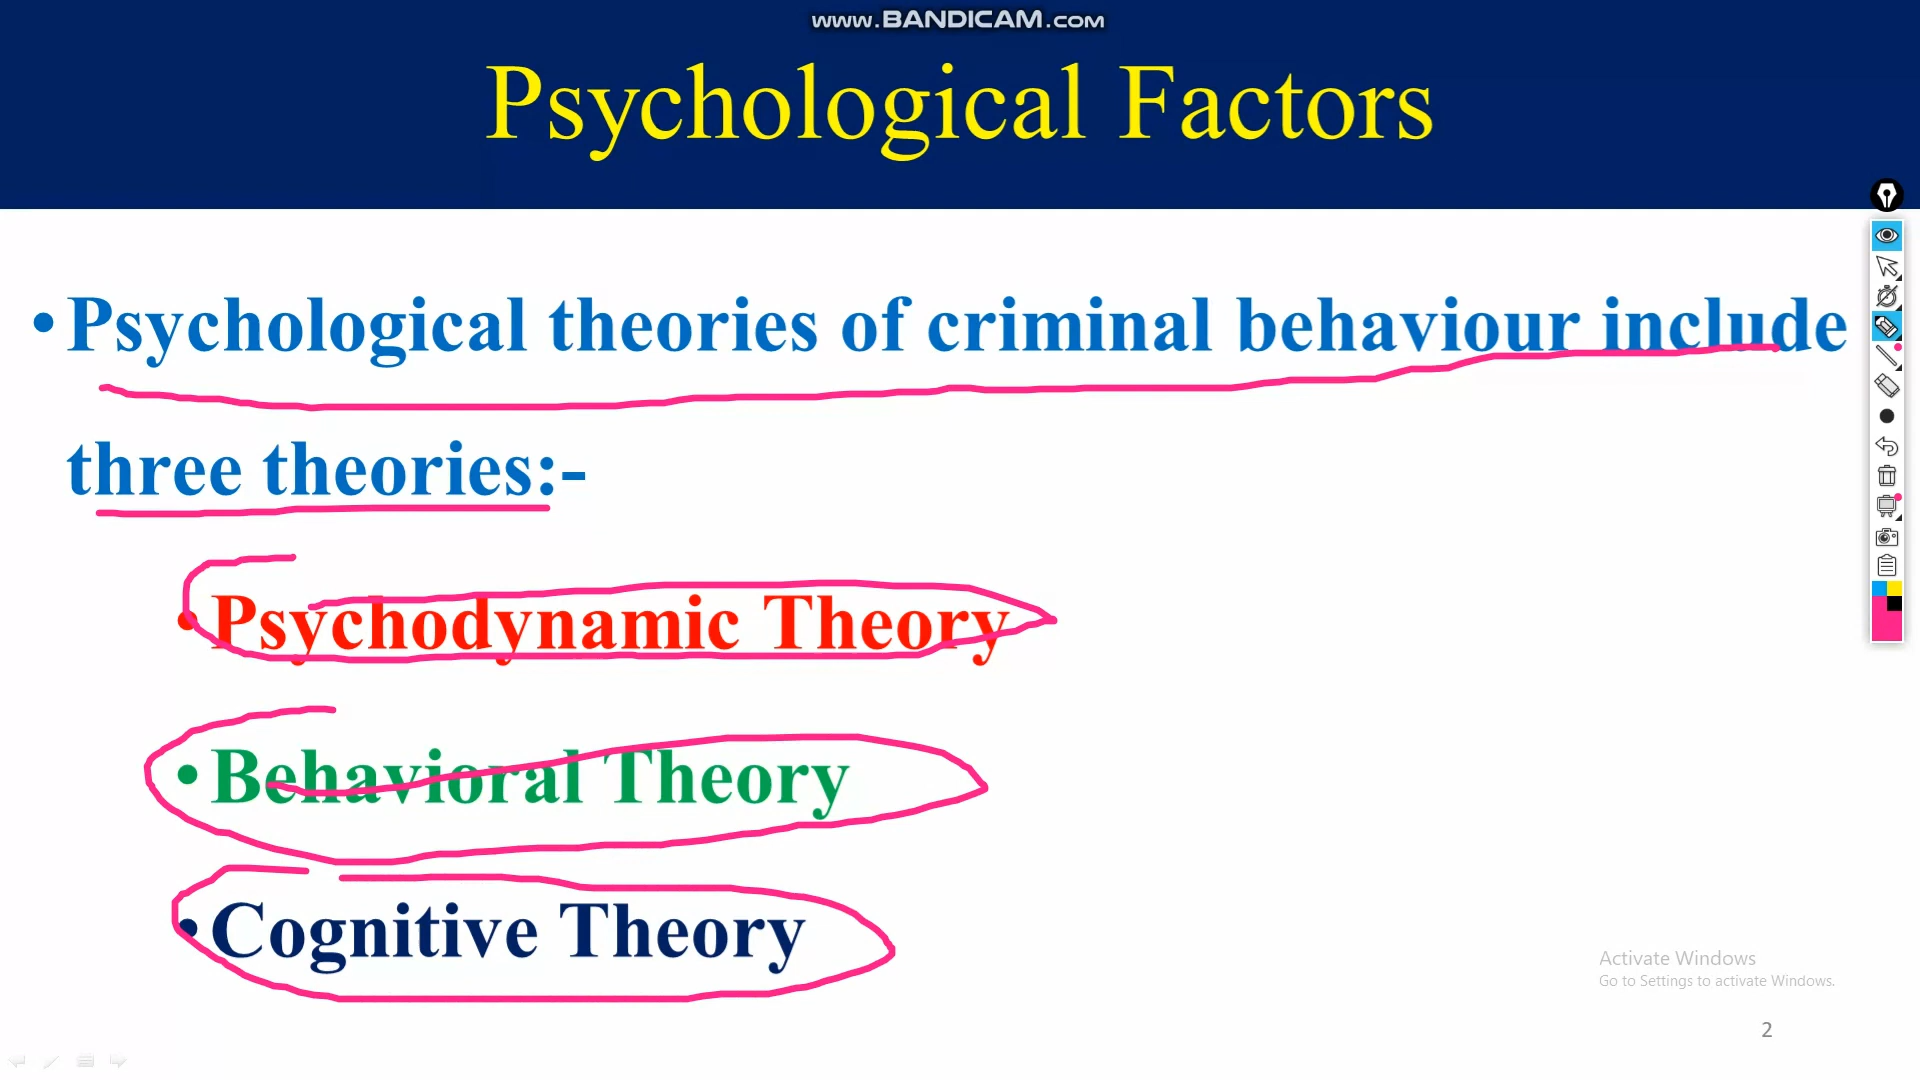 www.BANDICAM.com
Psychological Factors
•Psychological theories of criminal behaviour include
three theories:-
•Psychodynamic Theory
•Behavioral Theory
•Cognitive Theory
Activate Windows
Go to Settings to activate Windows.
2